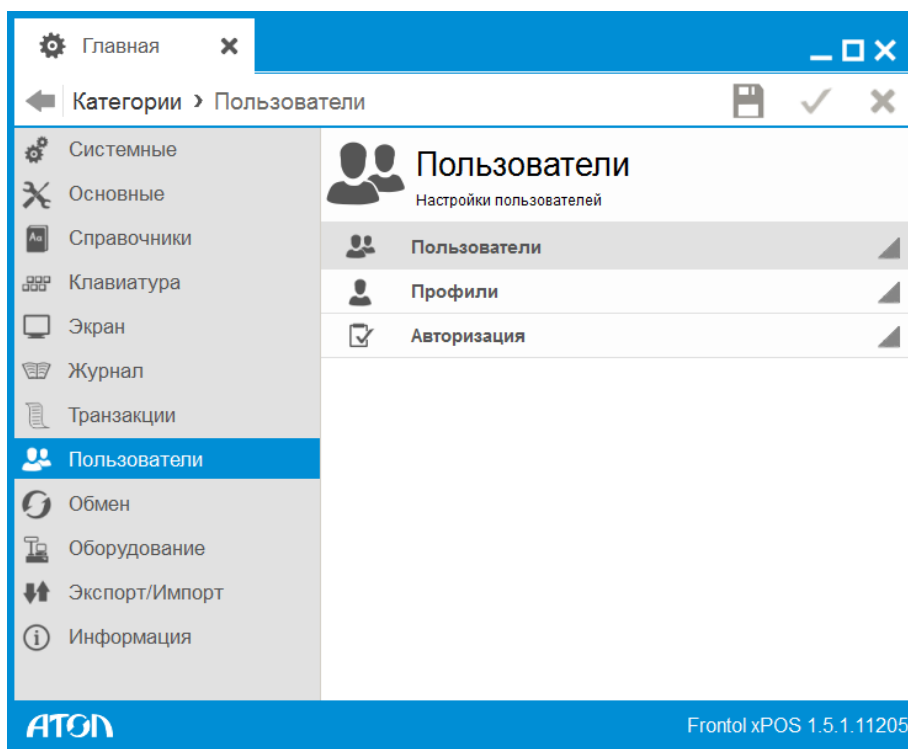 Главная
Категории › Пользователи
Системные
Основные
Справочники
Клавиатура
Экран
Журнал
Транзакции
Пользователи
Обмен
Оборудование
Экспорт/Импорт
Информация
Пользователи
Настройки пользователей
Пользователи
Профили
Авторизация
АТОЛ
Frontol xPOS 1.5.1.11205